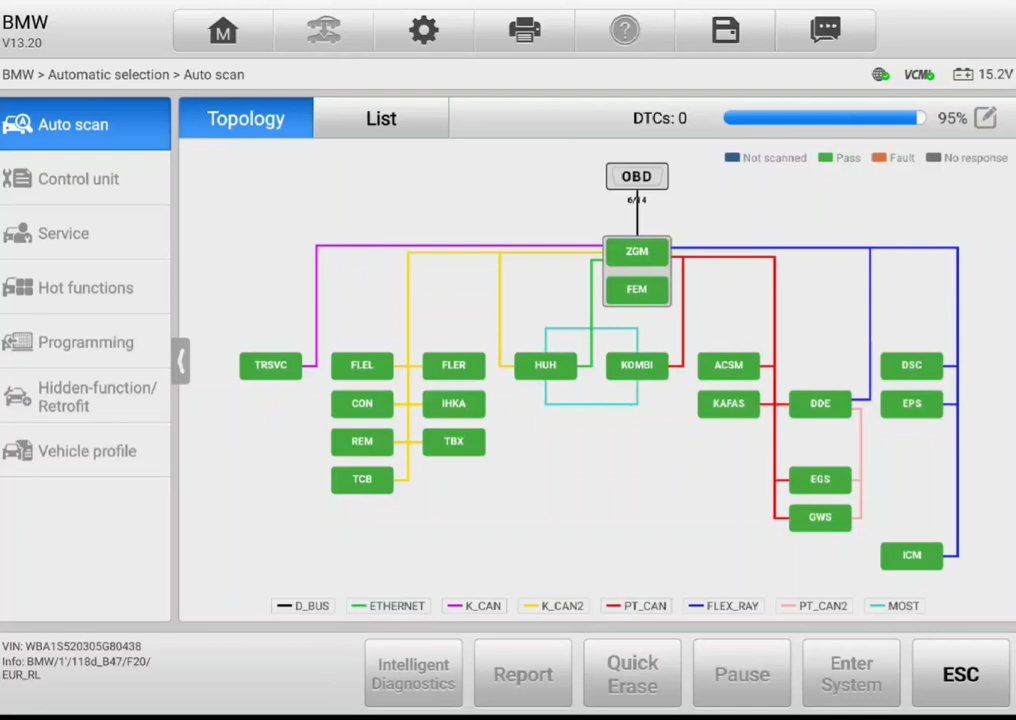 BMW
V13.20
M
?
BMW > Automatic selection > Auto scan
VCMI
15.2V
Auto scan
Control unit
Service
Hot functions
Programming
Hidden-function/
Retrofit
Vehicle profile
Topology
List
DTCs: 0
95%
Not scanned
Pass
Fault
No response
OBD
ZGM
FEM
TRSVC
FLEL
FLER
HUH
KOMBI
ACSM
DSC
CON
IHKA
KAFAS
DDE
EPS
REM
TBX
TCB
EGS
GWS
ICM
D_BUS
ETHERNET
K_CAN
K_CAN2
PT_CAN
FLEX_RAY
PT_CAN2
MOST
VIN: WBA1S520305G80438
Info: BMW/1'/118d_B47/F20/
EUR_RL
Intelligent
Diagnostics
Report
Quick
Erase
Pause
Enter
System
ESC